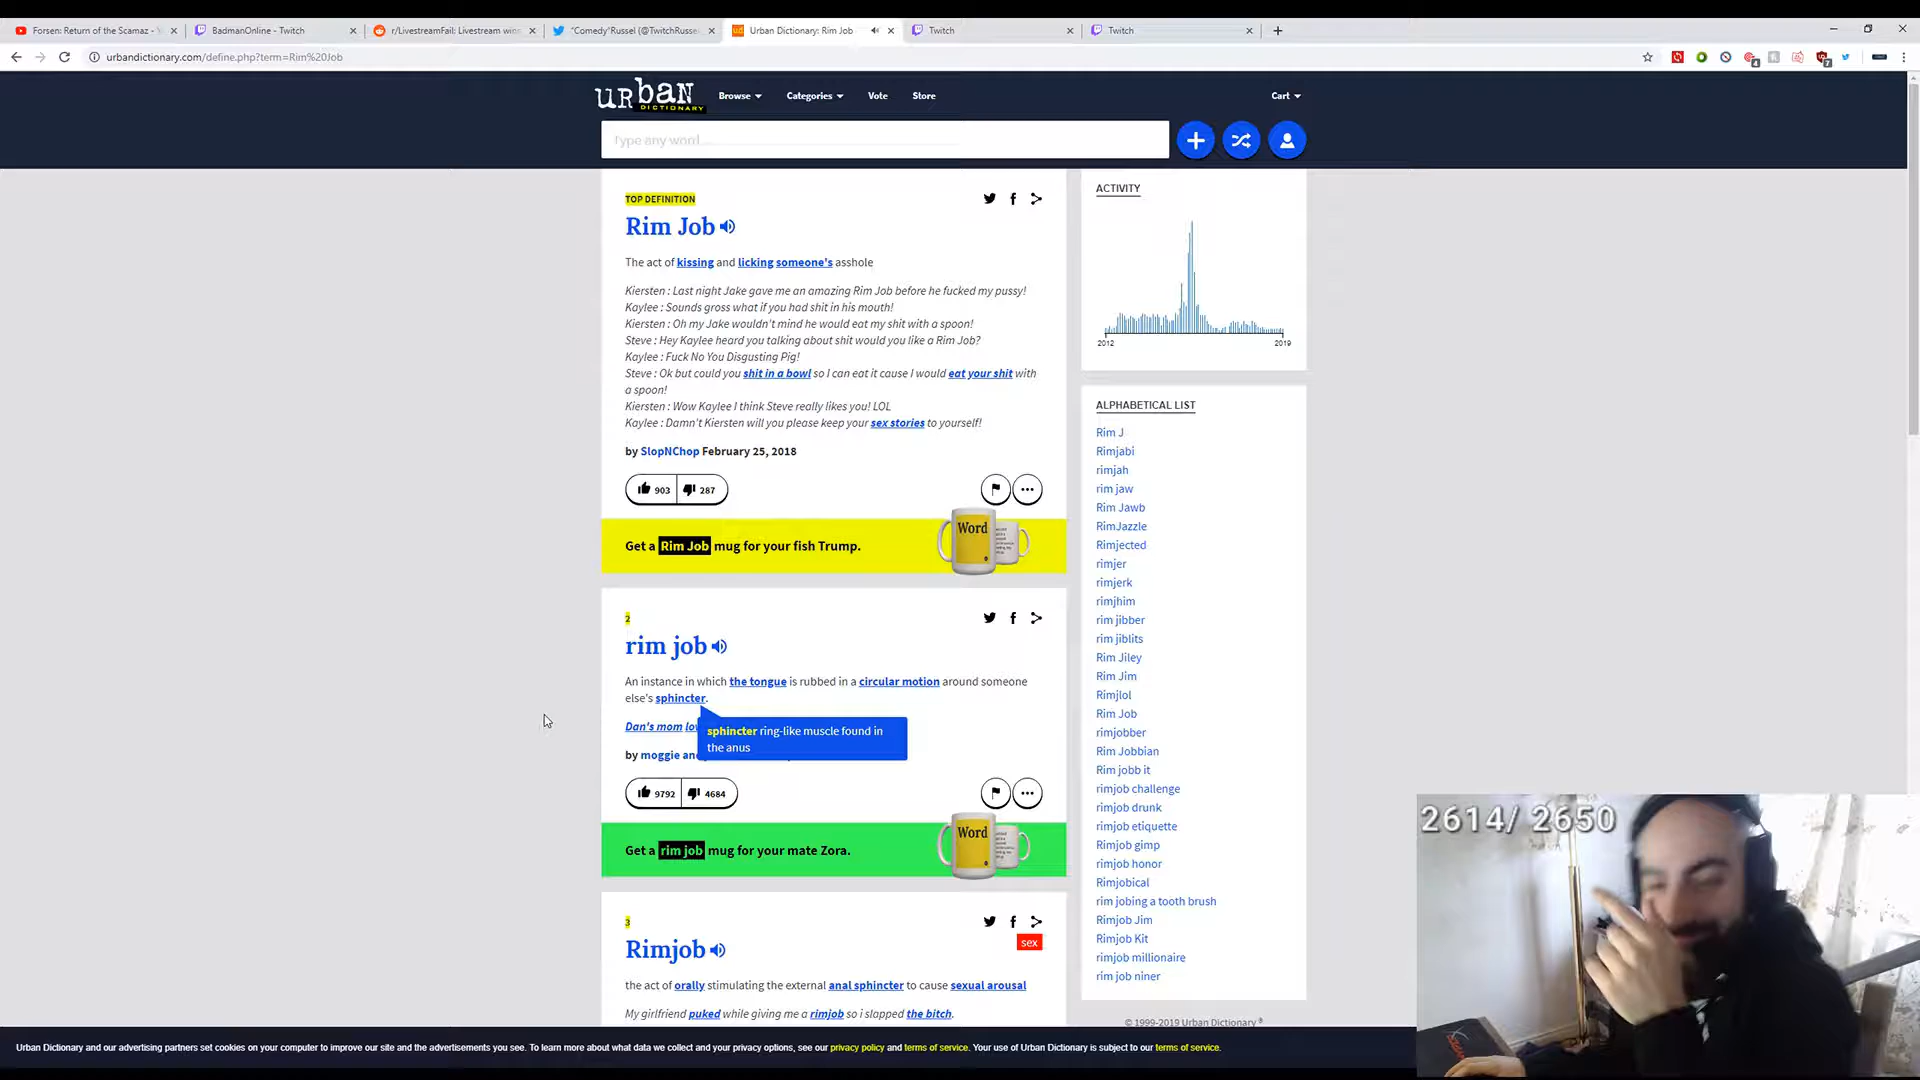 Forsen: Return of the Scamaz -
BadmanOnline - Twitch
r/LivestreamFail: Livestream win
*Comedy*Russel (@TwitchRusse
Urban Dictionary: Rim Job
Twitch
Twitch
urbandictionary.com/define.php?term=Rim%20Job
urban
DICTIONARY
Browse
Categories
Vote
Store
Cart
Type any word...
TOP DEFINITION
Rim Job
The act of kissing and licking someone's asshole
Kiersten : Last night Jake gave me an amazing Rim Job before he fucked my pussy!
Kaylee : Sounds gross what if you had shit in his mouth!
Kiersten : Oh my Jake wouldn't mind he would eat my shit with a spoon!
Steve : Hey Kaylee heard you talking about shit would you like a Rim Job?
Kaylee : Fuck No You Disgusting Pig!
Steve : Ok but could you shit in a bowl so I can eat it cause I would eat your shit with
a spoon!
Kiersten : Wow Kaylee I think Steve really likes you! LOL
Kaylee : Damn't Kiersten will you please keep your sex stories to yourself!
by SlopNChop February 25, 2018
903
287
Get a Rim Job mug for your fish Trump.
Word
2
rim job
An instance in which the tongue is rubbed in a circular motion around someone
else's sphincter.
Dan's mom lo
sphincter ring-like muscle found in
the anus
by moggie an
9792
4684
Get a rim job mug for your mate Zora.
Word
3
sex
Rimjob
the act of orally stimulating the external anal sphincter to cause sexual arousal
My girlfriend puked while giving me a rimjob so i slapped the bitch.
ACTIVITY
2012
2019
ALPHABETICAL LIST
Rim J
Rimjabi
rimjah
rim jaw
Rim Jawb
RimJazzle
Rimjected
rimjer
rimjerk
rimjhim
rim jibber
rim jiblits
Rim Jiley
Rim Jim
Rimjlol
Rim Job
rimjobber
Rim Jobbian
Rim jobb it
rimjob challenge
rimjob drunk
rimjob etiquette
Rimjob gimp
rimjob honor
Rimjobical
rim jobing a tooth brush
Rimjob Jim
Rimjob Kit
rimjob millionaire
rim job niner
© 1999-2019 Urban Dictionary ®
2614/ 2650
Urban Dictionary and our advertising partners set cookies on your computer to improve our site and the advertisements you see. To learn more about what data we collect and your privacy options, see our privacy policy and terms of service. Your use of Urban Dictionary is subject to our terms of service.